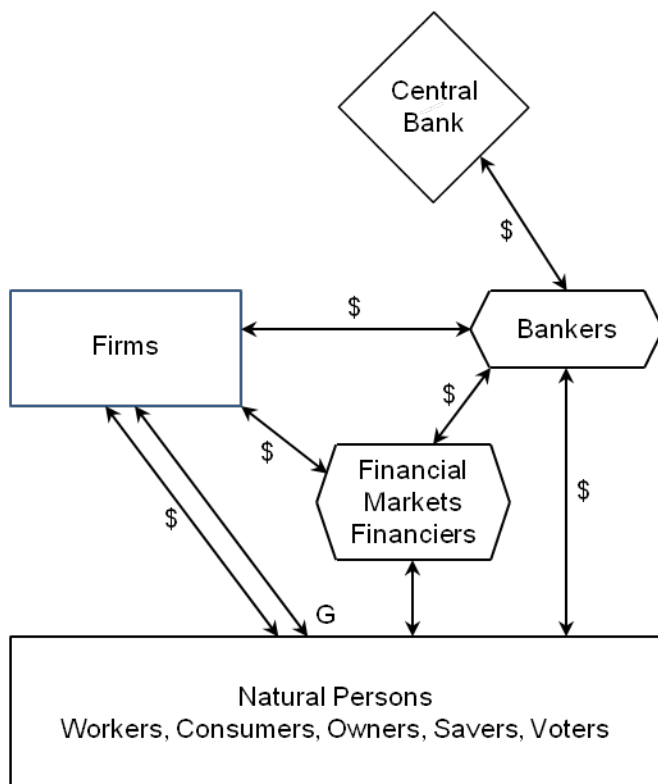 Central
Bank
$
$
Firms
Bankers
$
$
Financial
Markets
Financiers
$
$
G
Natural Persons
Workers, Consumers, Owners, Savers, Voters